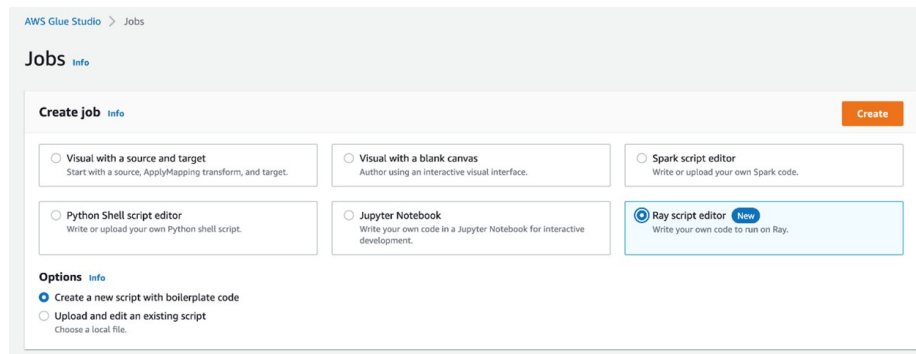 AWS Glue Studio > Jobs
Jobs Info
Create job Info
Create
Visual with a source and target
Start with a source, ApplyMapping transform, and target.
Visual with a blank canvas
Author using an interactive visual interface.
Spark script editor
Write or upload your own Spark code.
Python Shell script editor
Write or upload your own Python shell script.
Jupyter Notebook
Write your own code in a Jupyter Notebook for interactive
development.
Ray script editor New
Write your own code to run on Ray.
Options Info
Create a new script with boilerplate code
Upload and edit an existing script
Choose a local file.